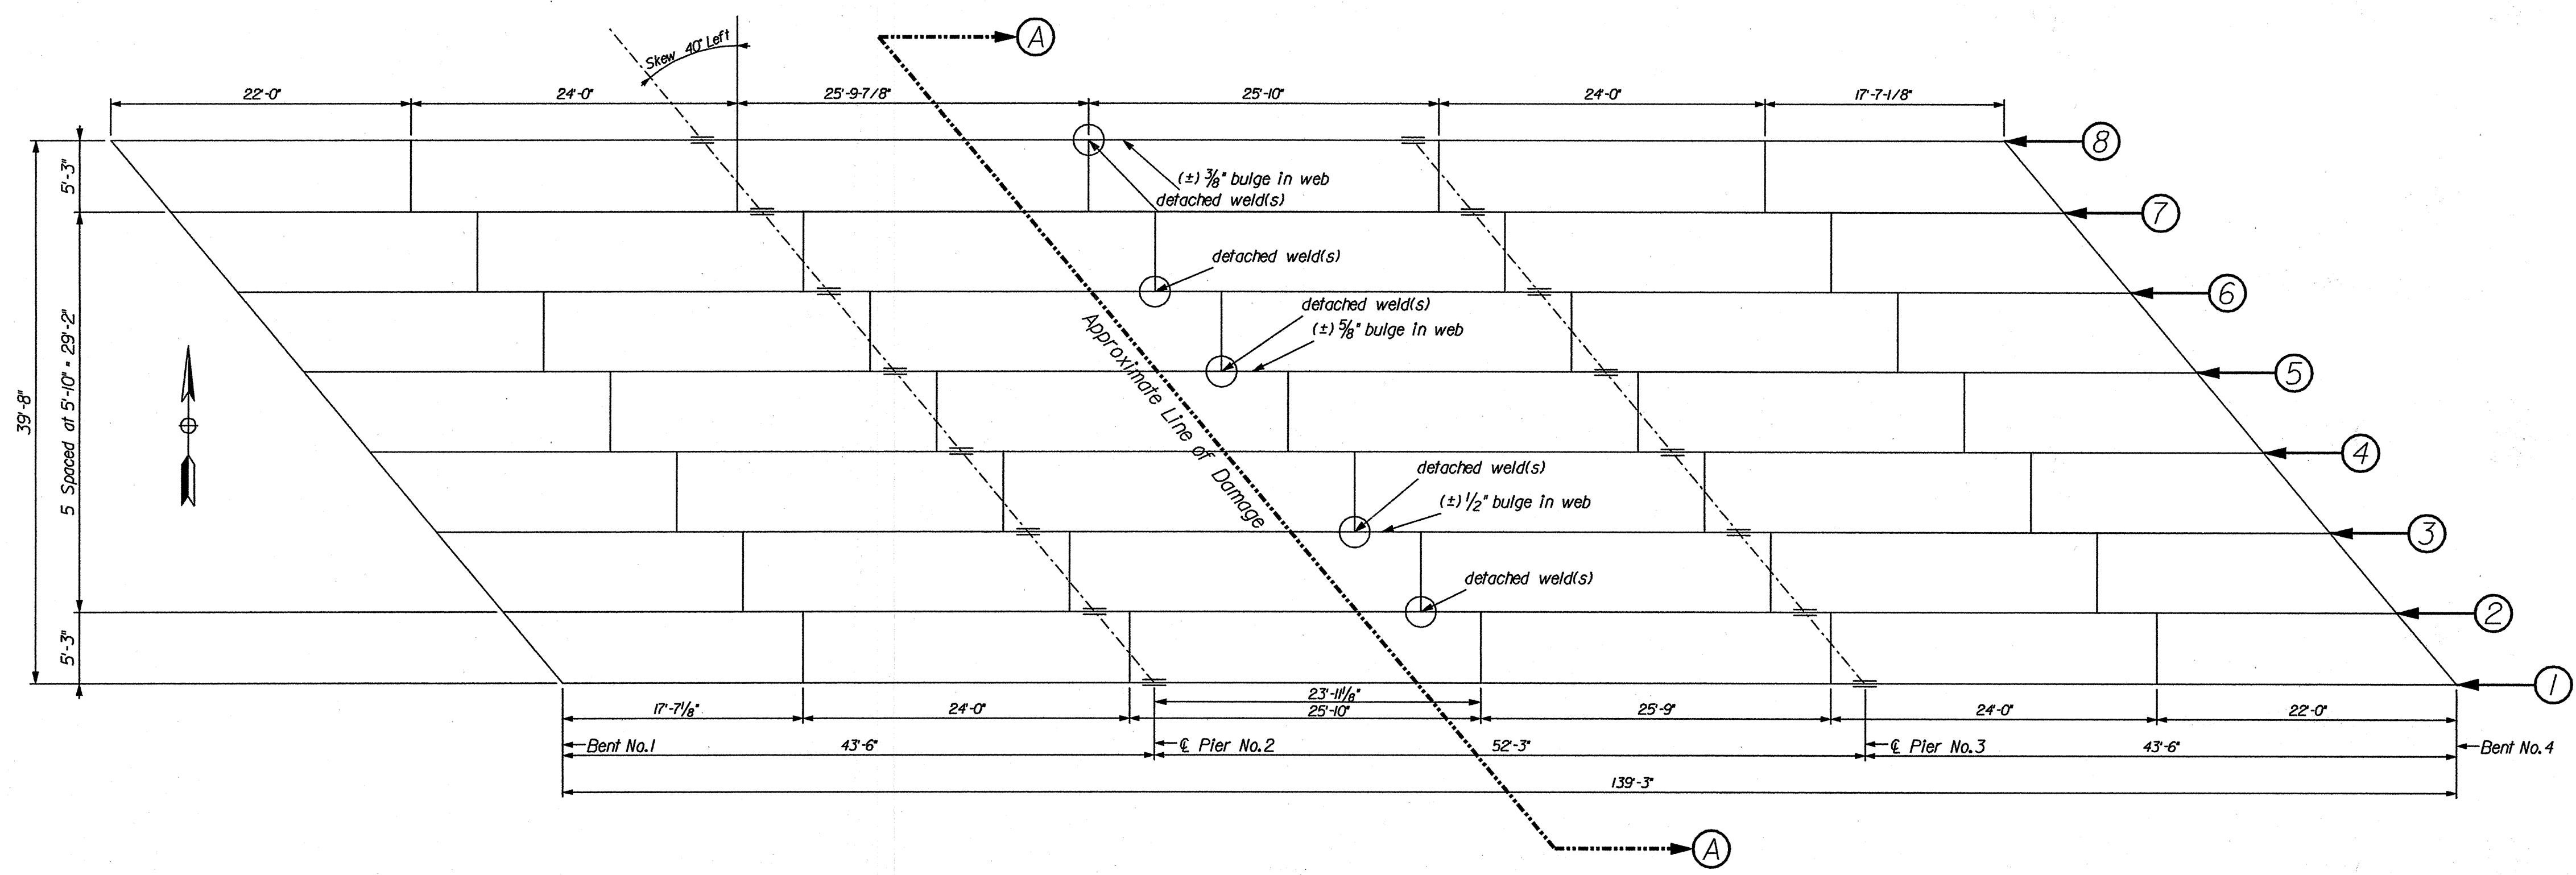 A
Skew 40° Left
22'-0"
24'-0"
25'-9-7/8"
25'-10"
24'-0"
17'-7-1/8"
8
5'-3"
(±) 3/8" bulge in web
detached weld(s)
7
detached weld(s)
6
detached weld(s)
(±) 5/8" bulge in web
5
39'-8"
5 Spaced at 5'-10" = 29'-2"
Approximate Line of Damage
4
detached weld(s)
(±) 1/2" bulge in web
3
detached weld(s)
2
5'-3"
1
23'-11 1/8"
17'-7 1/8"
24'-0"
25'-10"
25'-9"
24'-0"
22'-0"
Bent No.1
43'-6"
℄ Pier No.2
52'-3"
℄ Pier No.3
43'-6"
Bent No.4
139'-3"
A